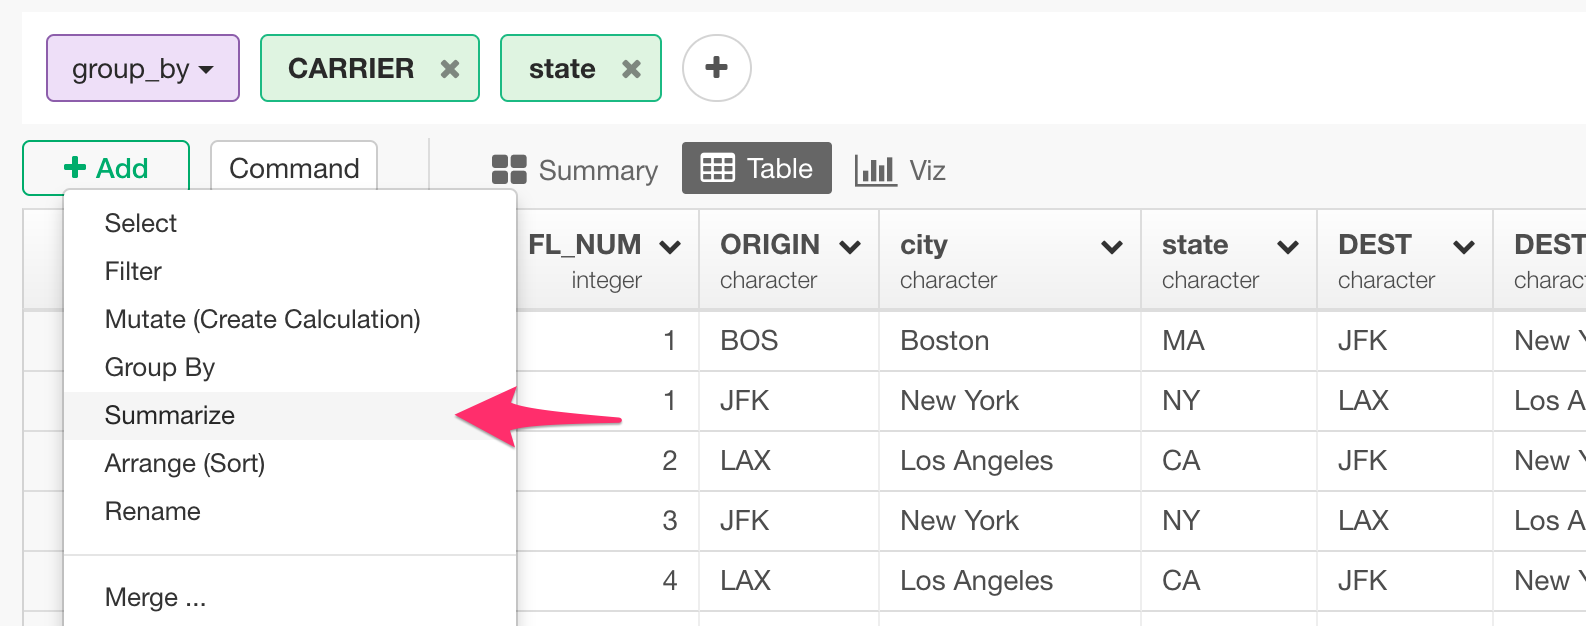 group_by CARRIER state
Add Command Summary Table Viz
Select
Filter
Mutate (Create Calculation)
Group By
Summarize
Arrange (Sort)
Rename
Merge ...
FL_NUM ORIGIN city state DEST DEST
integer character character character character charac
1 BOS Boston MA JFK New Y
1 JFK New York NY LAX Los A
2 LAX Los Angeles CA JFK New Y
3 JFK New York NY LAX Los A
4 LAX Los Angeles CA JFK New Y